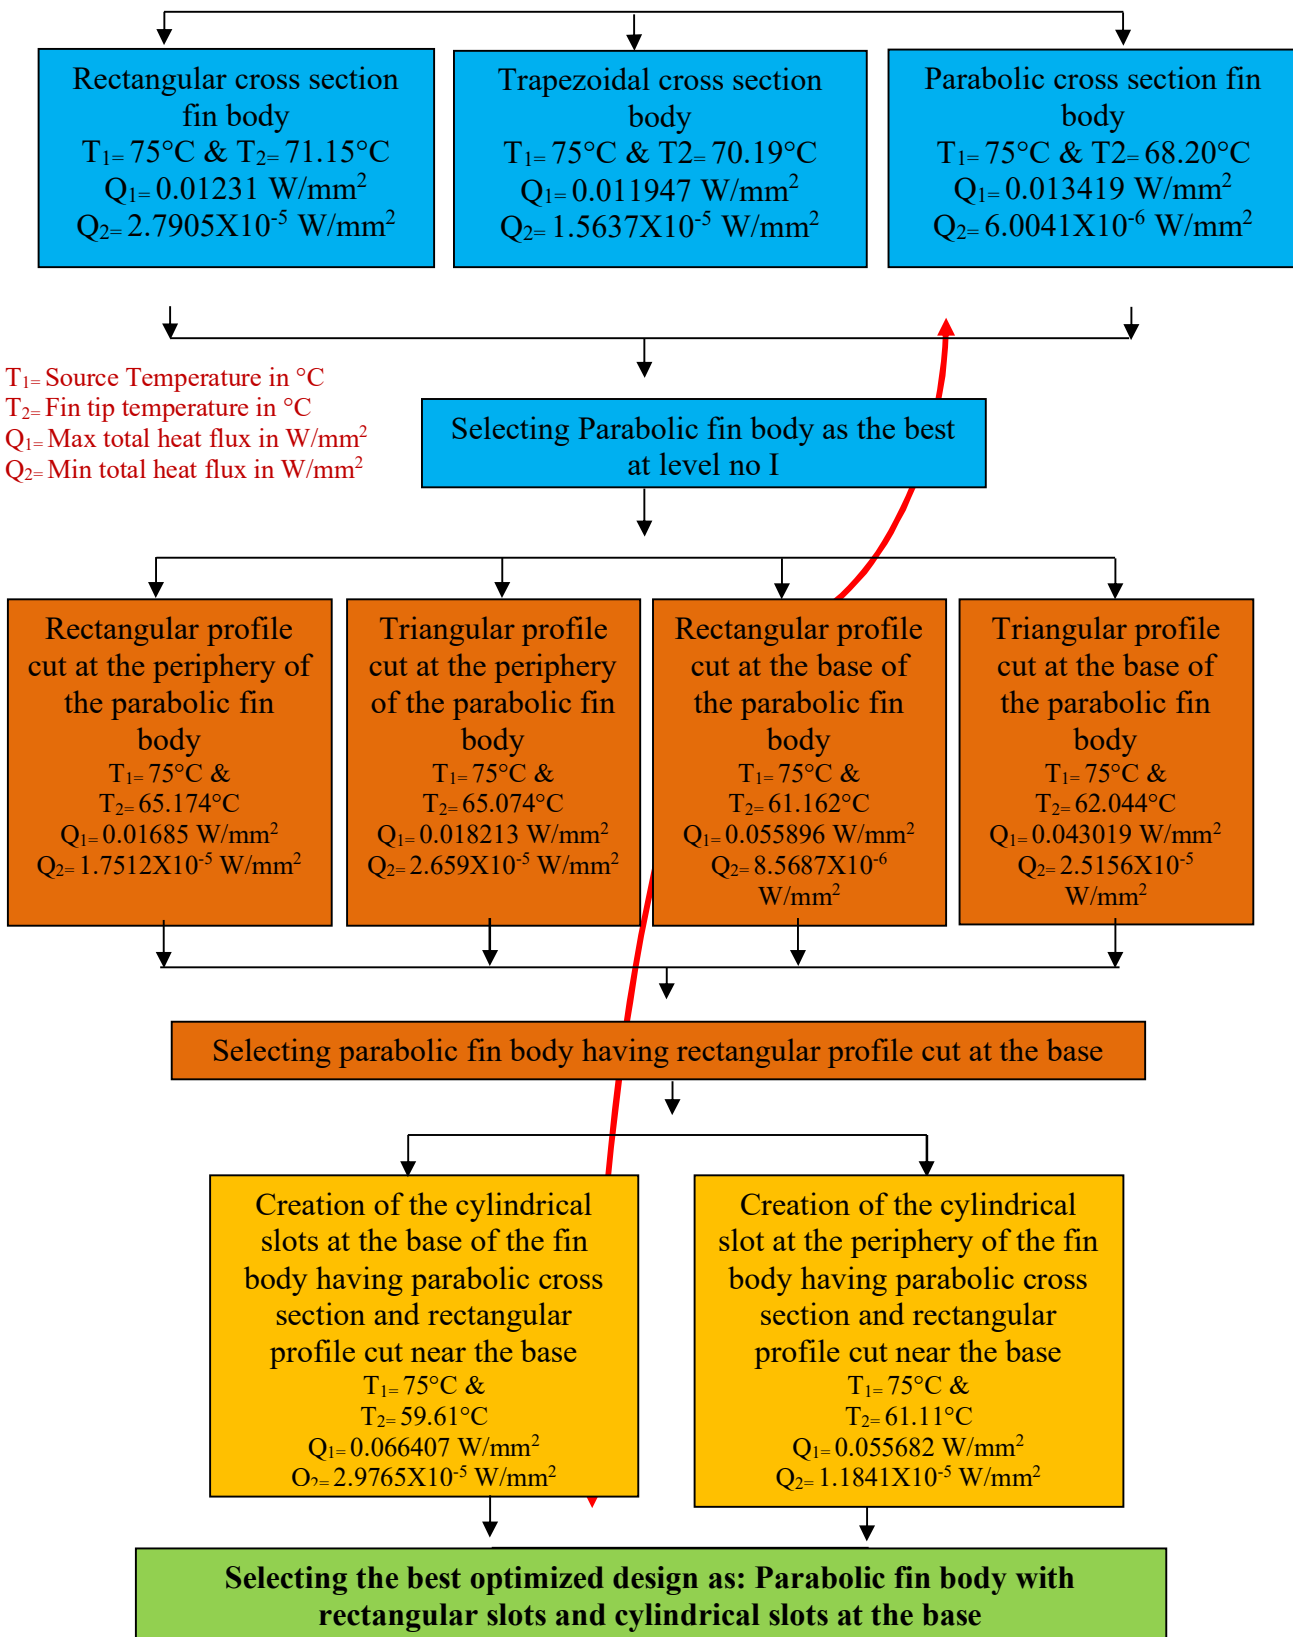 Rectangular cross section
fin body
T₁= 75°C & T₂= 71.15°C
Q₁= 0.01231 W/mm²
Q₂= 2.7905X10⁻⁵ W/mm²
Trapezoidal cross section
body
T₁= 75°C & T2= 70.19°C
Q₁= 0.011947 W/mm²
Q₂= 1.5637X10⁻⁵ W/mm²
Parabolic cross section fin
body
T₁= 75°C & T2= 68.20°C
Q₁= 0.013419 W/mm²
Q₂= 6.0041X10⁻⁶ W/mm²
T₁= Source Temperature in °C
T₂= Fin tip temperature in °C
Q₁= Max total heat flux in W/mm²
Q₂= Min total heat flux in W/mm²
Selecting Parabolic fin body as the best
at level no I
Rectangular profile
cut at the periphery of
the parabolic fin
body
T₁= 75°C &
T₂= 65.174°C
Q₁= 0.01685 W/mm²
Q₂= 1.7512X10⁻⁵ W/mm²
Triangular profile
cut at the periphery
of the parabolic fin
body
T₁= 75°C &
T₂= 65.074°C
Q₁= 0.018213 W/mm²
Q₂= 2.659X10⁻⁵ W/mm²
Rectangular profile
cut at the base of
the parabolic fin
body
T₁= 75°C &
T₂= 61.162°C
Q₁= 0.055896 W/mm²
Q₂= 8.5687X10⁻⁶
W/mm²
Triangular profile
cut at the base of
the parabolic fin
body
T₁= 75°C &
T₂= 62.044°C
Q₁= 0.043019 W/mm²
Q₂= 2.5156X10⁻⁵
W/mm²
Selecting parabolic fin body having rectangular profile cut at the base
Creation of the cylindrical
slots at the base of the fin
body having parabolic cross
section and rectangular
profile cut near the base
T₁= 75°C &
T₂= 59.61°C
Q₁= 0.066407 W/mm²
Q₂= 2.9765X10⁻⁵ W/mm²
Creation of the cylindrical
slot at the periphery of the fin
body having parabolic cross
section and rectangular
profile cut near the base
T₁= 75°C &
T₂= 61.11°C
Q₁= 0.055682 W/mm²
Q₂= 1.1841X10⁻⁵ W/mm²
Selecting the best optimized design as: Parabolic fin body with
rectangular slots and cylindrical slots at the base